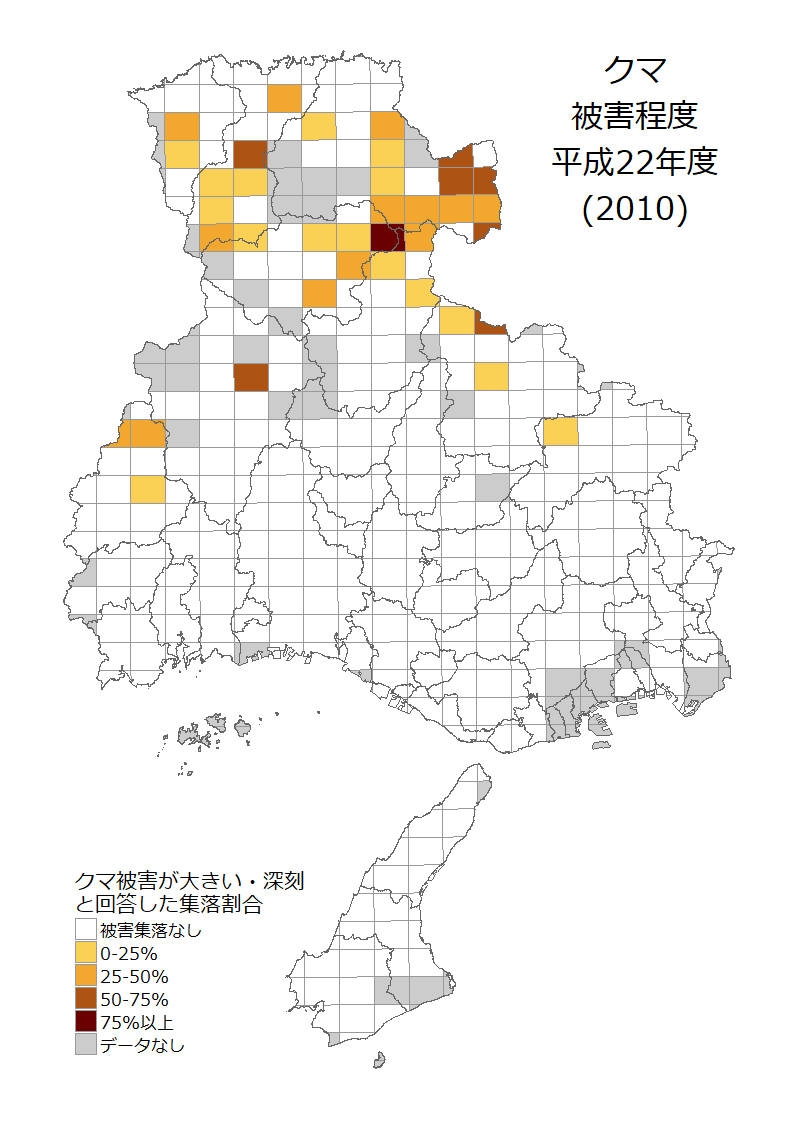 クマ
被害程度
平成22年度
(2010)
クマ被害が大きい・深刻
と回答した集落割合
被害集落なし
0-25%
25-50%
50-75%
75%以上
データなし